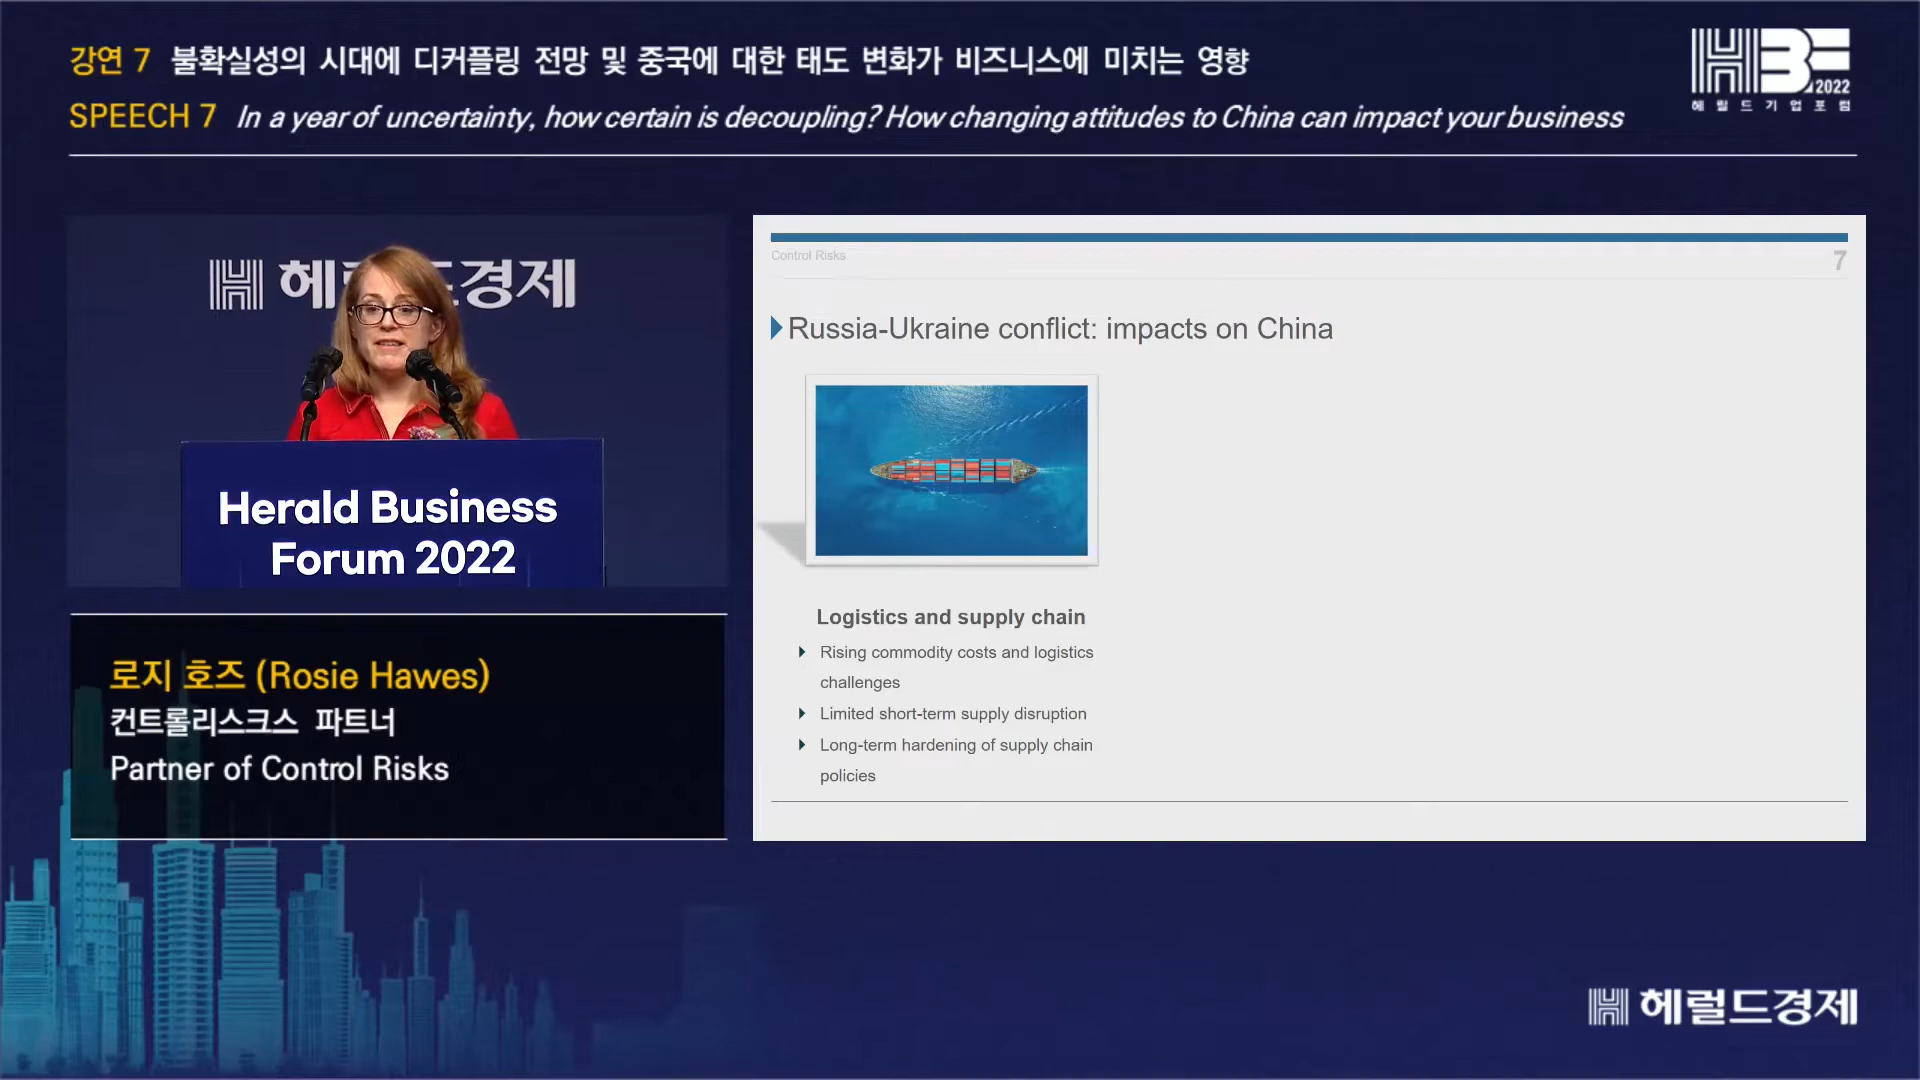 강연 7 불확실성의 시대에 디커플링 전망 및 중국에 대한 태도 변화가 비즈니스에 미치는 영향
SPEECH 7 In a year of uncertainty, how certain is decoupling? How changing attitudes to China can impact your business
HBF 2022
헤럴드기업포럼
헤 드경제
Herald Business
Forum 2022
로지 호즈 (Rosie Hawes)
컨트롤리스크스 파트너
Partner of Control Risks
Control Risks
7
Russia-Ukraine conflict: impacts on China
Logistics and supply chain
Rising commodity costs and logistics
challenges
Limited short-term supply disruption
Long-term hardening of supply chain
policies
헤럴드경제